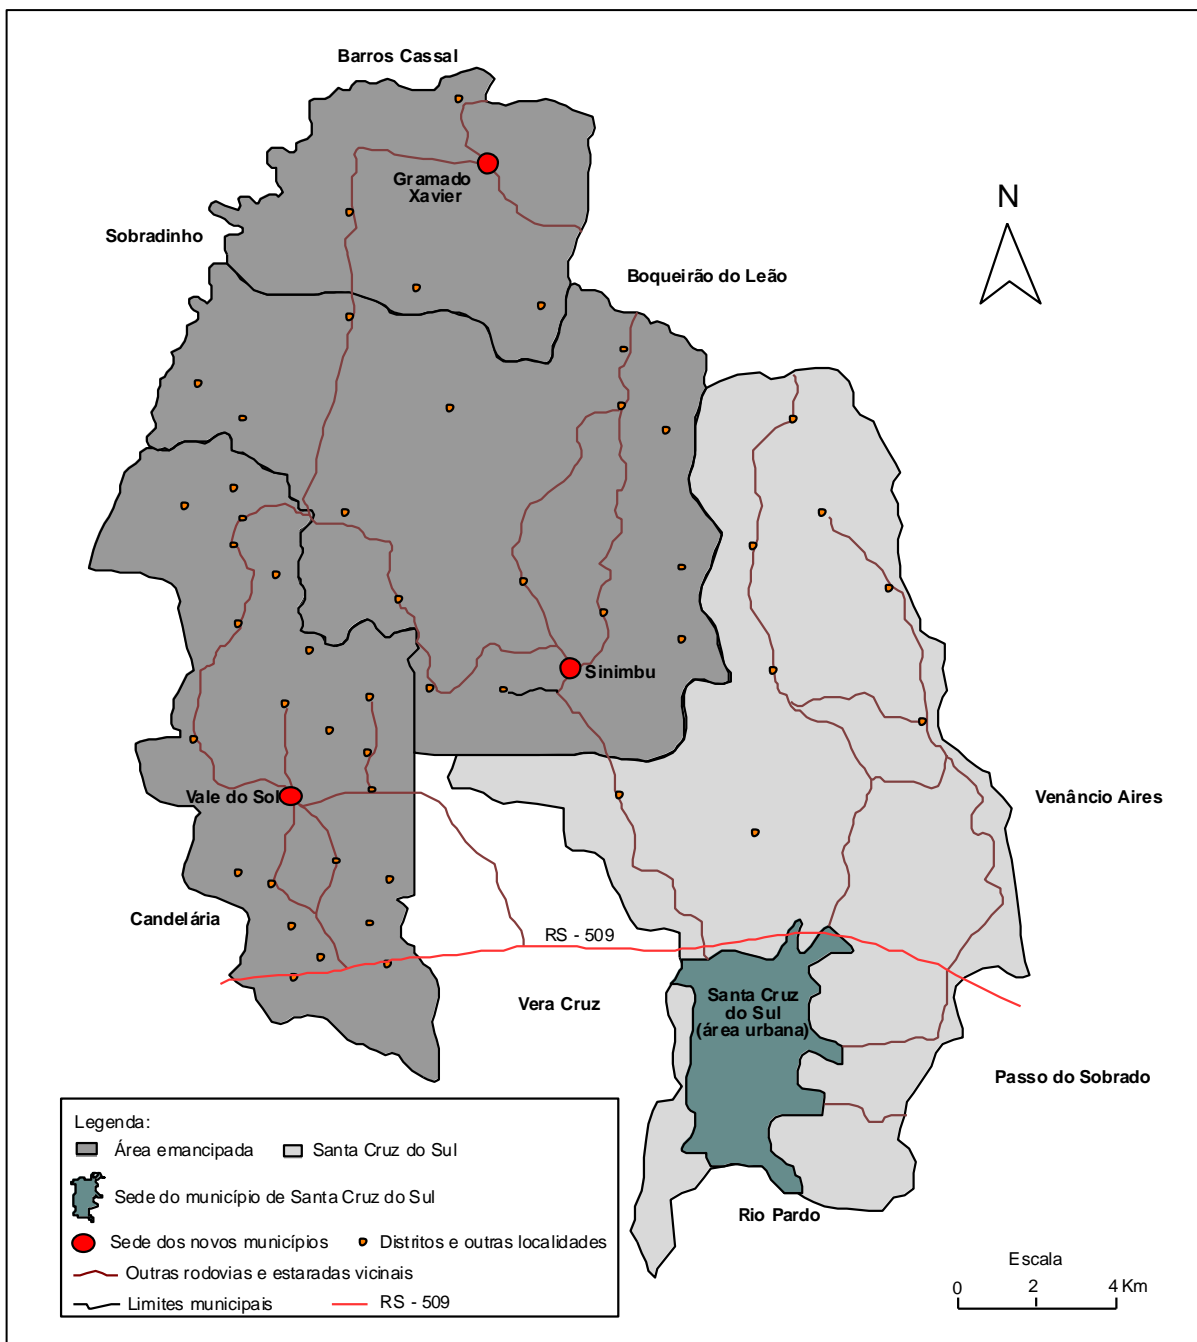 Barros Cassal
Gramado
Xavier
Sobradinho
N
Boqueirão do Leão
Sinimbu
Vale do Sol
Venâncio Aires
Candelária
RS - 509
Vera Cruz
Santa Cruz
do Sul
(área urbana)
Passo do Sobrado
Rio Pardo
Legenda:
Área emancipada
Santa Cruz do Sul
Sede do município de Santa Cruz do Sul
Sede dos novos municípios
Distritos e outras localidades
Outras rodovias e estaradas vicinais
Limites municipais
RS - 509
Escala
0 2 4 Km